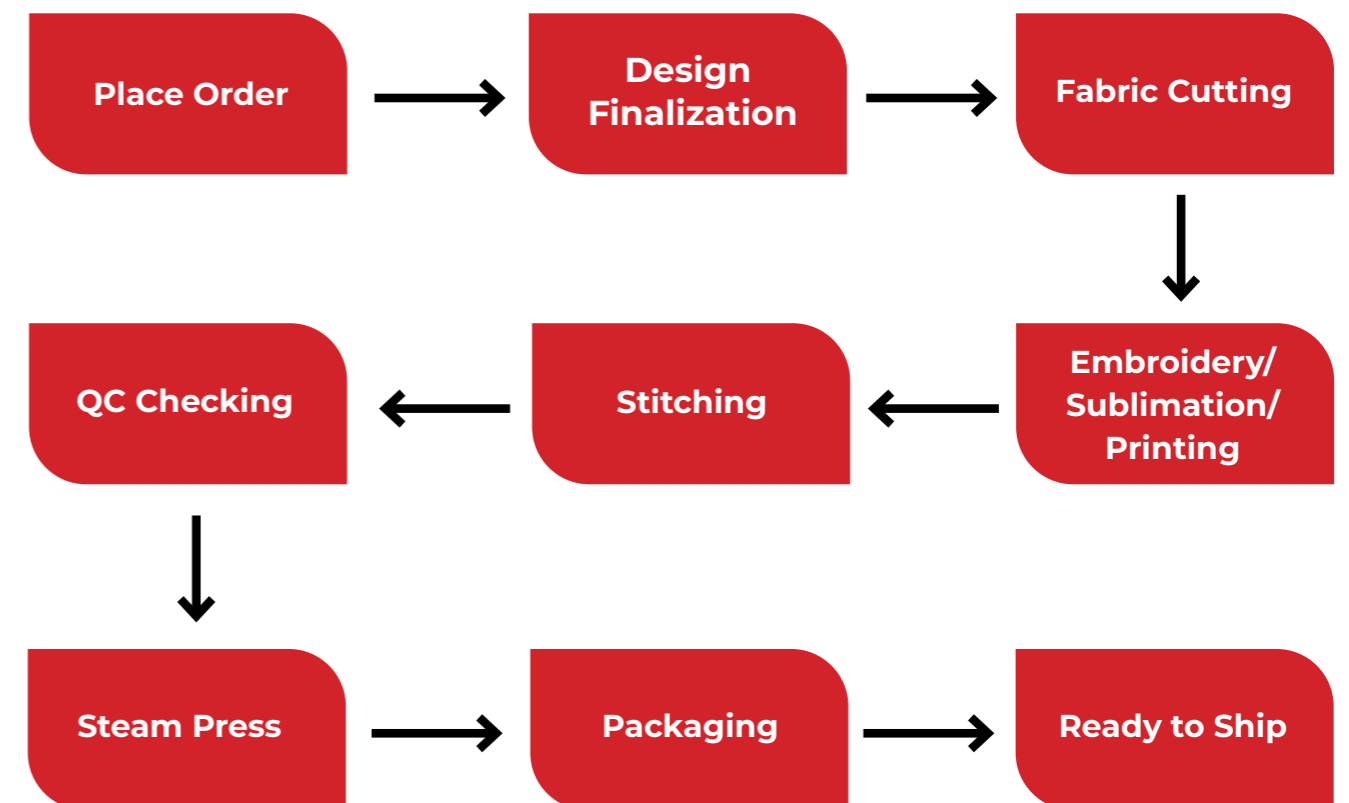 Place Order
Design
Finalization
Fabric Cutting
Embroidery/
Sublimation/
Printing
Stitching
QC Checking
Steam Press
Packaging
Ready to Ship